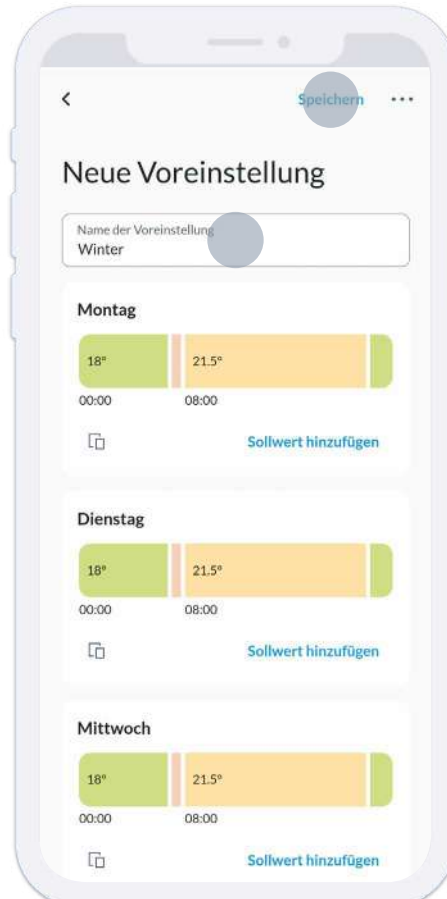 Speichern
Neue Voreinstellung
Name der Voreinstellung
Winter
Montag
18° 21.5°
00:00 08:00
Sollwert hinzufügen
Dienstag
18° 21.5°
00:00 08:00
Sollwert hinzufügen
Mittwoch
18° 21.5°
00:00 08:00
Sollwert hinzufügen